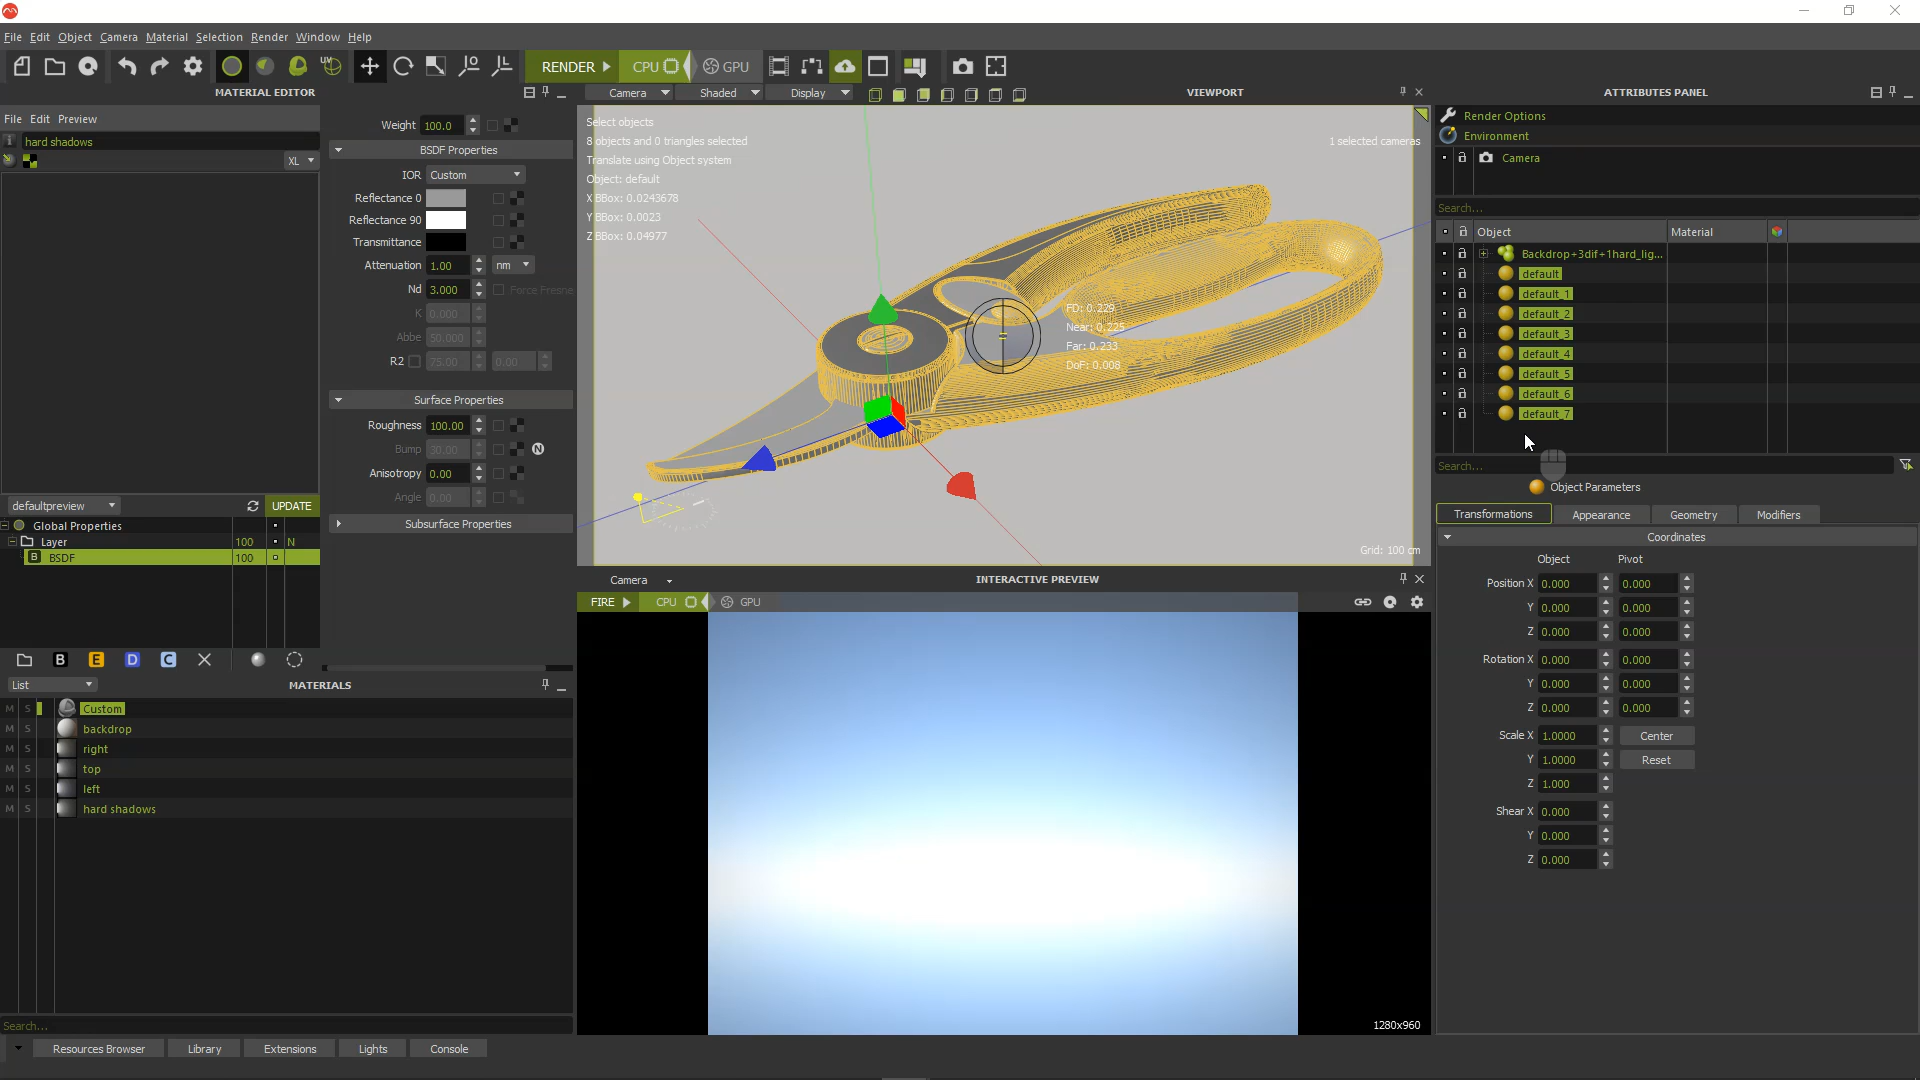 File Edit Object Camera Material Selection Render Window Help
UV
RENDER CPU GPU
MATERIAL EDITOR
File Edit Preview
hard shadows
XL
defaultpreview UPDATE
Global Properties
Layer 100 N
B BSDF 100
B E D C
Weight 100.0
BSDF Properties
IOR Custom
Reflectance 0
Reflectance 90
Transmittance
Attenuation 1.00 nm
Nd 3.000 Force Fresne
K 0.000
Abbe 50.000
R2 75.00 0.00
Surface Properties
Roughness 100.00
Bump 30.00 N
Anisotropy 0.00
Angle 0.00
Subsurface Properties
List MATERIALS
M S Custom
M S backdrop
M S right
M S top
M S left
M S hard shadows
Search...
Resources Browser Library Extensions Lights Console
Camera Shaded Display VIEWPORT
Select objects
8 objects and 0 triangles selected
Translate using Object system
Object: default
X BBox: 0.0243678
Y BBox: 0.0023
Z BBox: 0.04977
1 selected cameras
FD: 0.229
Near: 0.225
Far: 0.233
DoF: 0.008
Grid: 100 cm
Camera INTERACTIVE PREVIEW
FIRE CPU GPU
1280x960
ATTRIBUTES PANEL
Render Options
Environment
Camera
Search...
Object Material
Backdrop+3dif+1hard_lig...
default
default_1
default_2
default_3
default_4
default_5
default_6
default_7
Search...
Object Parameters
Transformations Appearance Geometry Modifiers
Coordinates
Object Pivot
Position X 0.000 0.000
Y 0.000 0.000
Z 0.000 0.000
Rotation X 0.000 0.000
Y 0.000 0.000
Z 0.000 0.000
Scale X 1.0000 Center
Y 1.0000 Reset
Z 1.000
Shear X 0.000
Y 0.000
Z 0.000